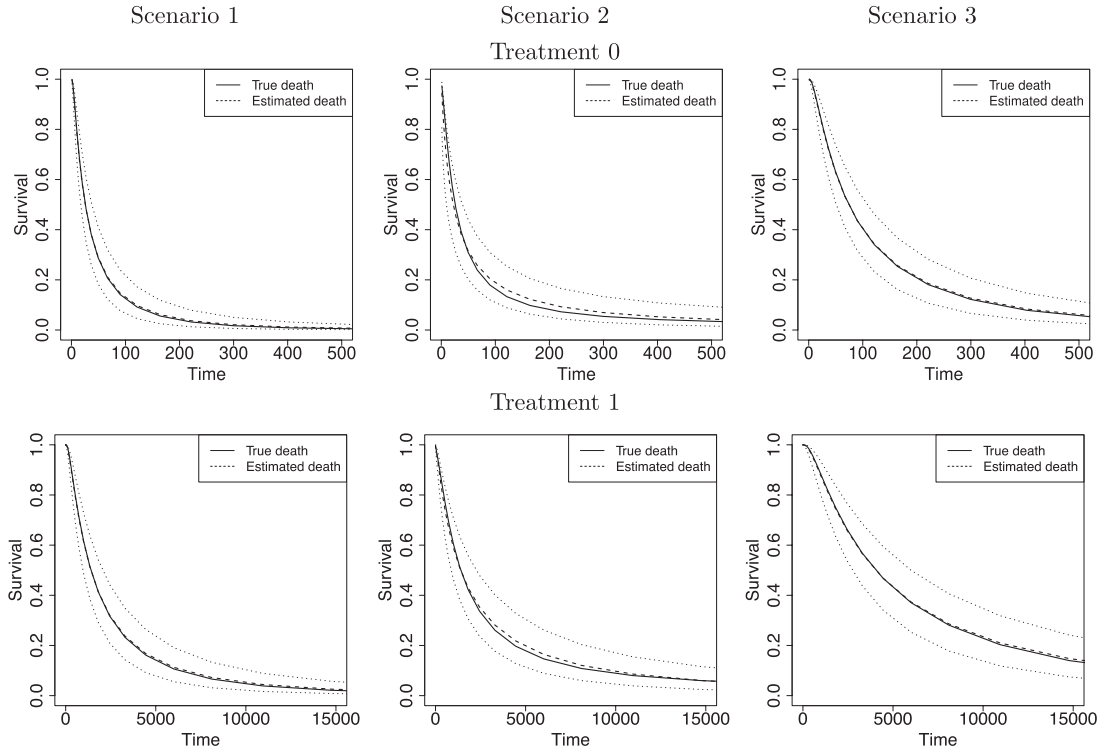 Scenario 1 Scenario 2 Scenario 3
Treatment 0
True death
Estimated death
Survival
0.0 0.2 0.4 0.6 0.8 1.0
0 100 200 300 400 500
Time
True death
Estimated death
Survival
0.0 0.2 0.4 0.6 0.8 1.0
0 100 200 300 400 500
Time
True death
Estimated death
Survival
0.0 0.2 0.4 0.6 0.8 1.0
0 100 200 300 400 500
Time
Treatment 1
True death
Estimated death
Survival
0.0 0.2 0.4 0.6 0.8 1.0
0 5000 10000 15000
Time
True death
Estimated death
Survival
0.0 0.2 0.4 0.6 0.8 1.0
0 5000 10000 15000
Time
True death
Estimated death
Survival
0.0 0.2 0.4 0.6 0.8 1.0
0 5000 10000 15000
Time